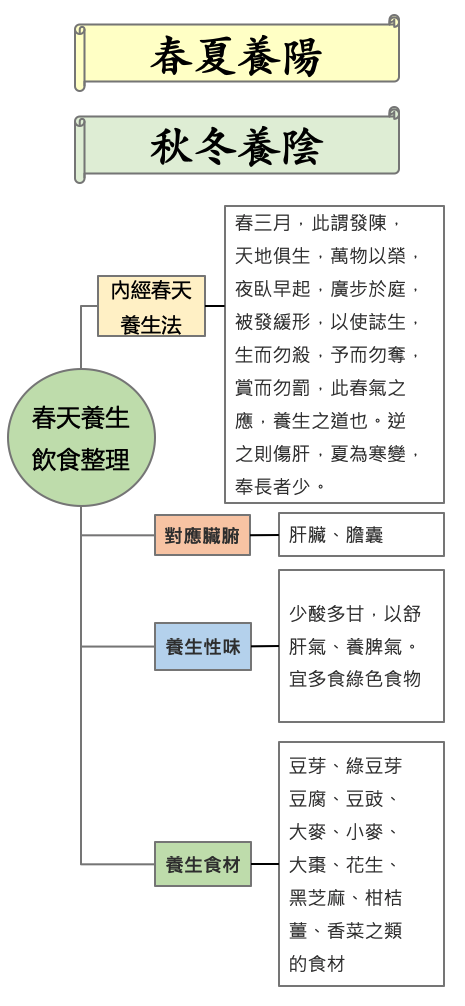 春夏養陽
秋冬養陰
春天養生
飲食整理
內經春天
養生法
春三月，此謂發陳，
天地俱生，萬物以榮，
夜臥早起，廣步於庭，
被發緩形，以使誌生，
生而勿殺，予而勿奪，
賞而勿罰，此春氣之
應，養生之道也。逆
之則傷肝，夏為寒變，
奉長者少。
對應臟腑
肝臟、膽囊
養生性味
少酸多甘，以舒
肝氣、養脾氣。
宜多食綠色食物
養生食材
豆芽、綠豆芽
豆腐、豆豉、
大麥、小麥、
大棗、花生、
黑芝麻、柑桔
薑、香菜之類
的食材